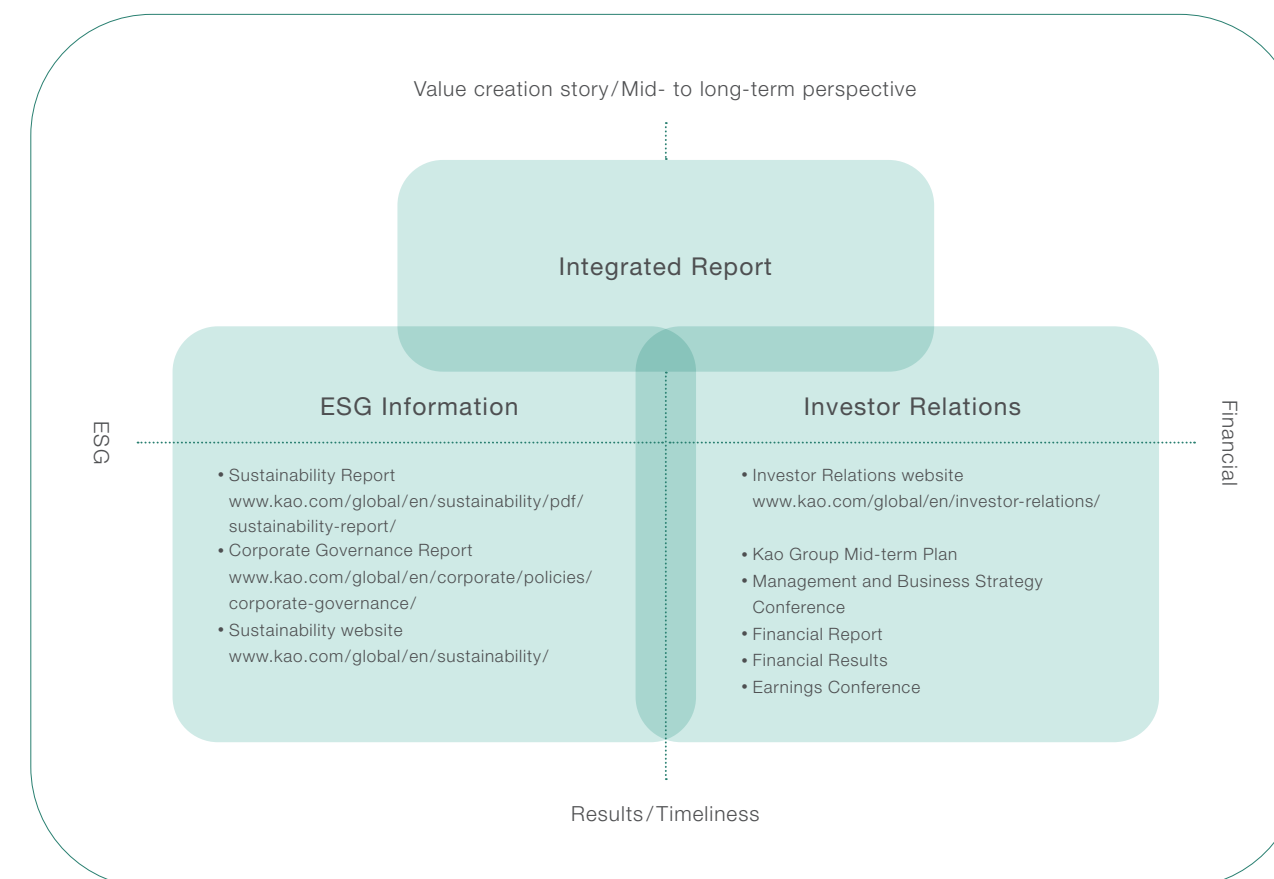 Value creation story/Mid- to long-term perspective
Integrated Report
ESG Information
Investor Relations
ESG
Financial
• Sustainability Report
www.kao.com/global/en/sustainability/pdf/
sustainability-report/
• Corporate Governance Report
www.kao.com/global/en/corporate/policies/
corporate-governance/
• Sustainability website
www.kao.com/global/en/sustainability/
• Investor Relations website
www.kao.com/global/en/investor-relations/
• Kao Group Mid-term Plan
• Management and Business Strategy
Conference
• Financial Report
• Financial Results
• Earnings Conference
Results/Timeliness